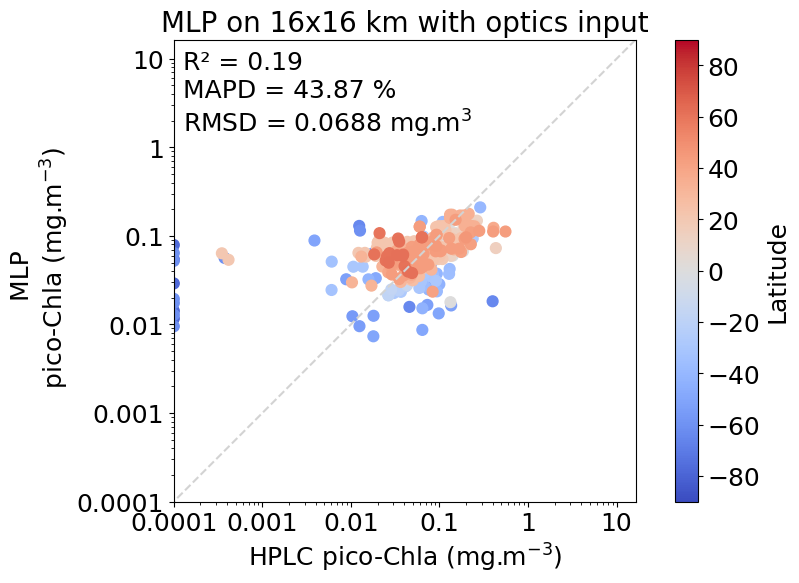 MLP on 16x16 km with optics input
R² = 0.19
MAPD = 43.87 %
RMSD = 0.0688 mg.m³
10
1
0.1
0.01
0.001
0.0001
MLP
pico-Chla (mg.m⁻³)
0.0001 0.001 0.01 0.1 1 10
HPLC pico-Chla (mg.m⁻³)
80
60
40
20
0
−20
−40
−60
−80
Latitude